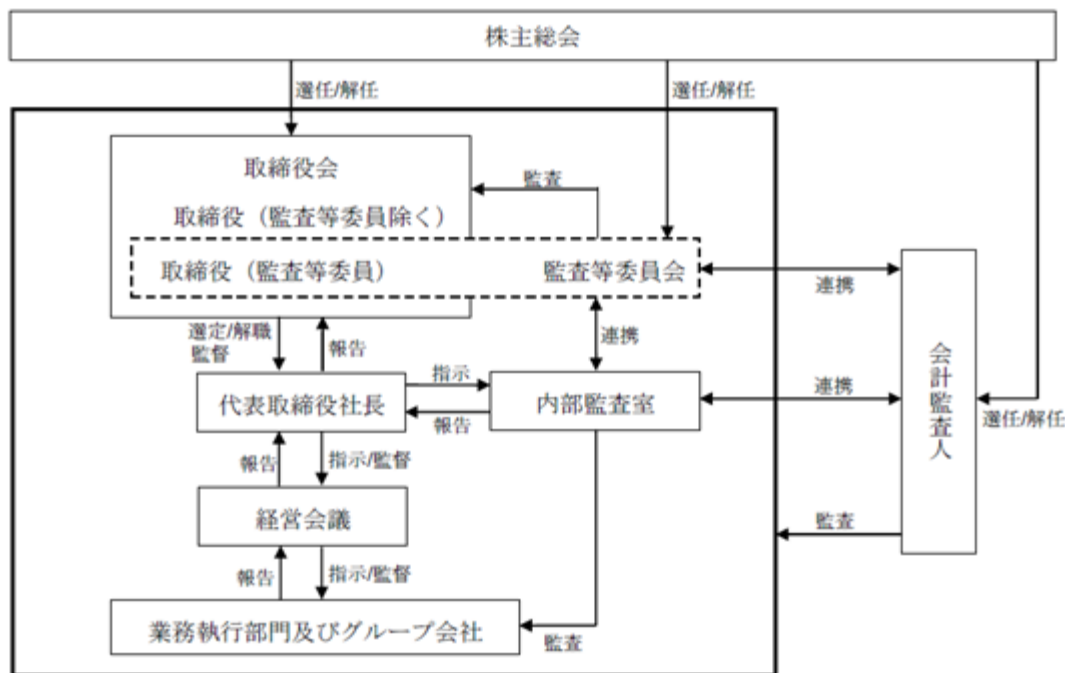 株主総会
選任/解任
選任/解任
取締役会
監査
取締役（監査等委員除く）
取締役（監査等委員）
監査等委員会
連携
選定/解職
監督
報告
連携
指示
代表取締役社長
内部監査室
連携
会計監査人
選任/解任
報告
報告
指示/監督
経営会議
監査
報告
指示/監督
業務執行部門及びグループ会社
監査